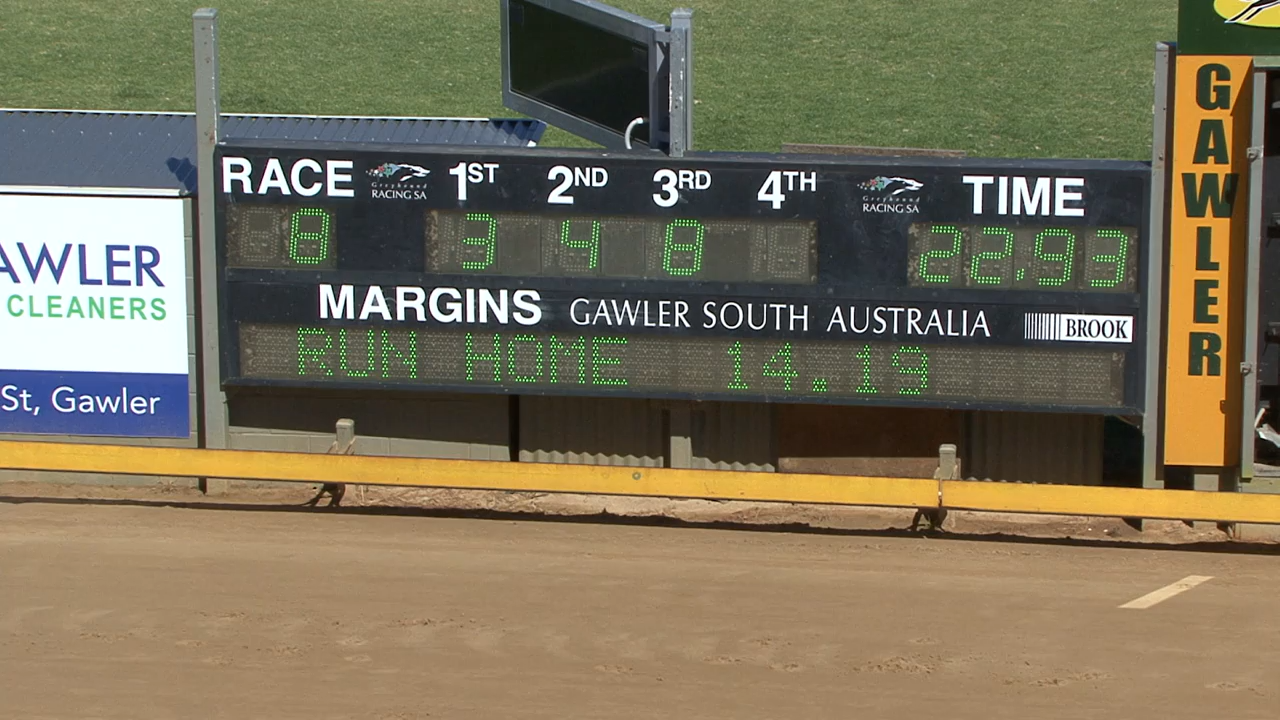 RACE
Greyhound
RACING SA
1ST 2ND 3RD 4TH
Greyhound
RACING SA
TIME
8 3 4 8 22.93
MARGINS GAWLER SOUTH AUSTRALIA BROOK
RUN HOME 14.19
AWLER
CLEANERS
St, Gawler
GAWLER